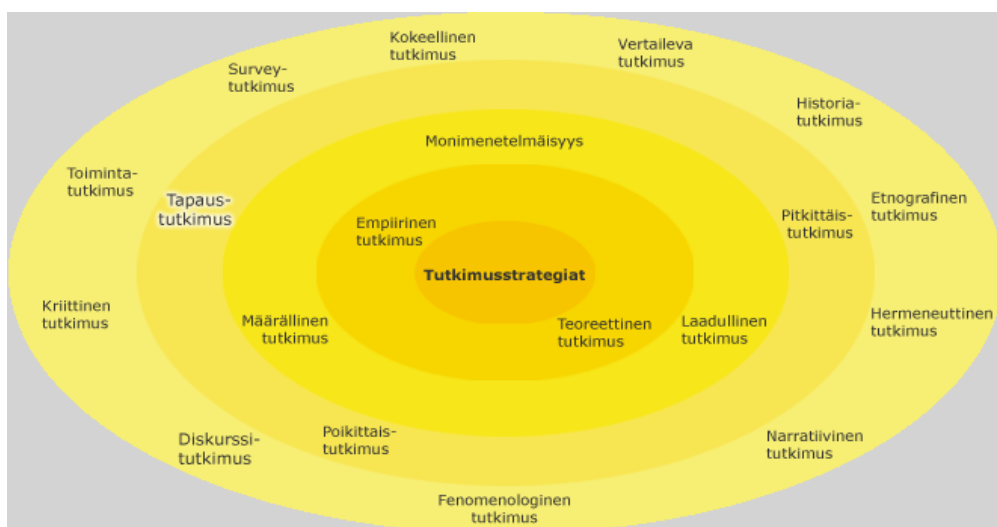 Kokeellinen
tutkimus
Vertaileva
tutkimus
Survey-
tutkimus
Historia-
tutkimus
Monimenetelmäisyys
Toiminta-
tutkimus
Tapaus-
tutkimus
Etnografinen
tutkimus
Pitkittäis-
tutkimus
Empiirinen
tutkimus
Tutkimusstrategiat
Kriittinen
tutkimus
Määrällinen
tutkimus
Teoreettinen
tutkimus
Laadullinen
tutkimus
Hermeneuttinen
tutkimus
Diskurssi-
tutkimus
Poikittais-
tutkimus
Narratiivinen
tutkimus
Fenomenologinen
tutkimus